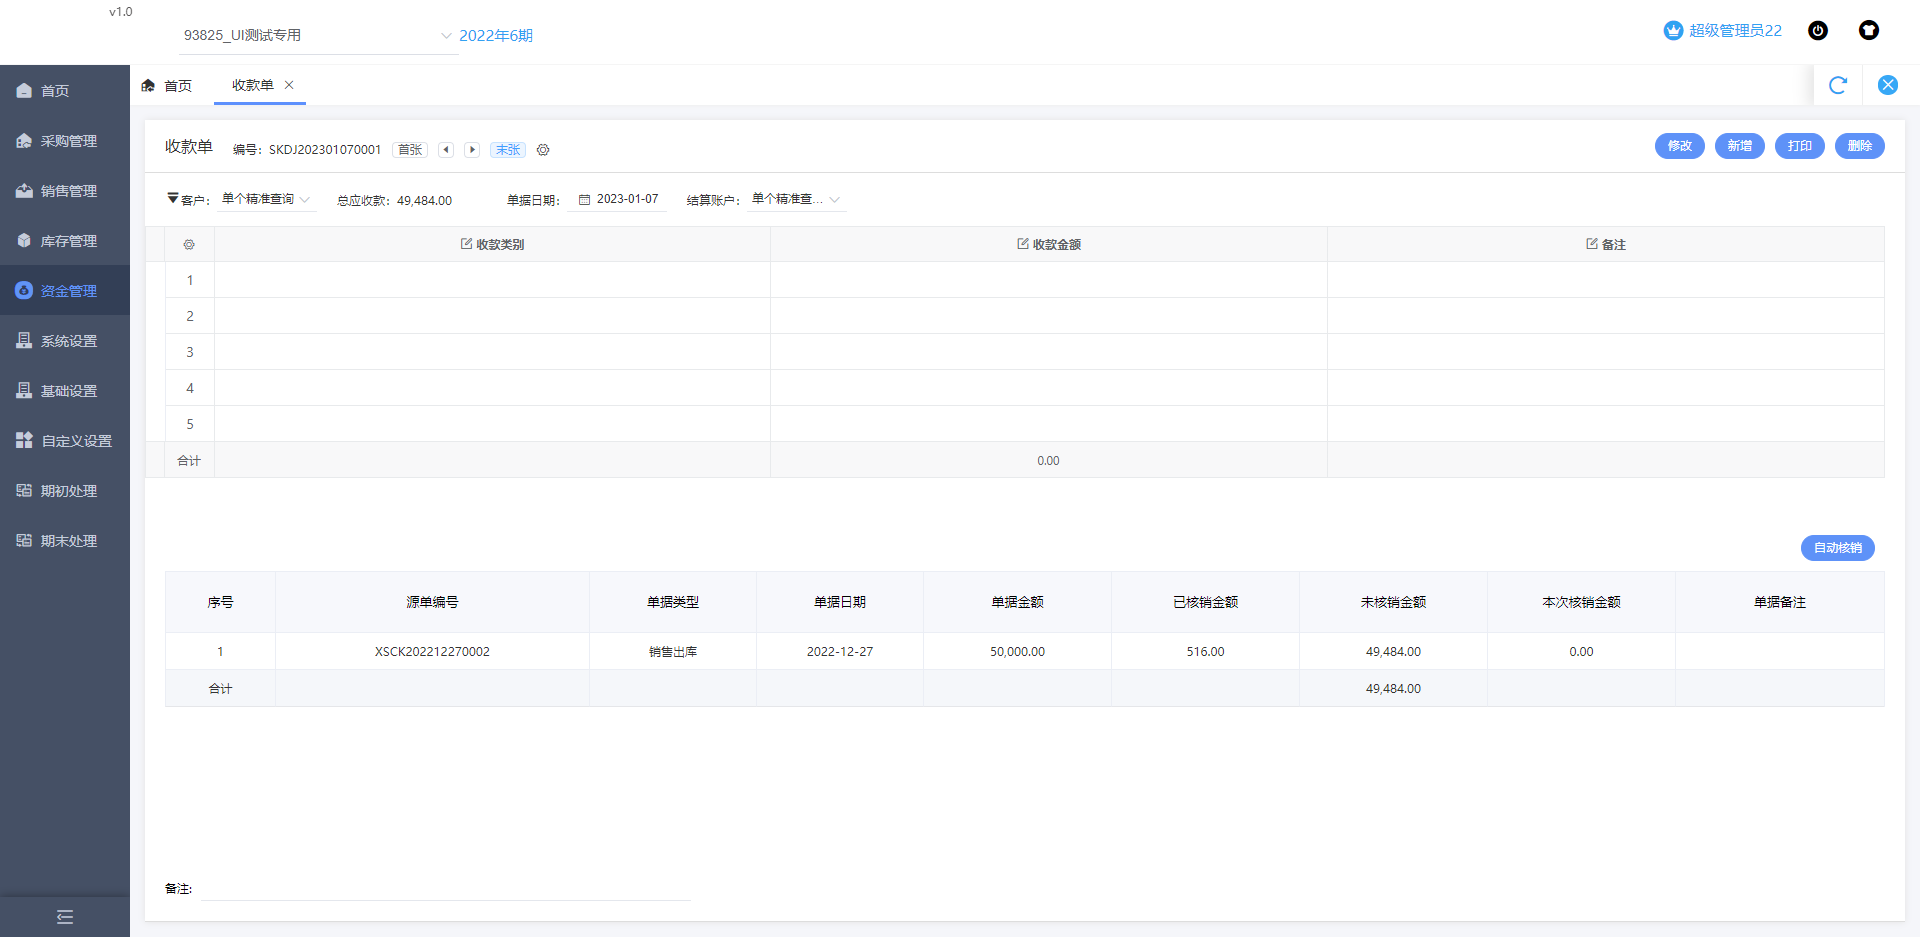 v1.0
93825_UI测试专用 2022年6期 超级管理员22
首页
采购管理
销售管理
库存管理
资金管理
系统设置
基础设置
自定义设置
期初处理
期末处理
首页 收款单
收款单 编号: SKDJ202301070001 首张 末张 修改 新增 打印 删除
客户: 单个精准查询 总应收款: 49,484.00 单据日期: 2023-01-07 结算账户: 单个精准查...
收款类别 收款金额 备注
1
2
3
4
5
合计 0.00
自动核销
序号 源单编号 单据类型 单据日期 单据金额 已核销金额 未核销金额 本次核销金额 单据备注
1 XSCK202212270002 销售出库 2022-12-27 50,000.00 516.00 49,484.00 0.00
合计 49,484.00
备注: